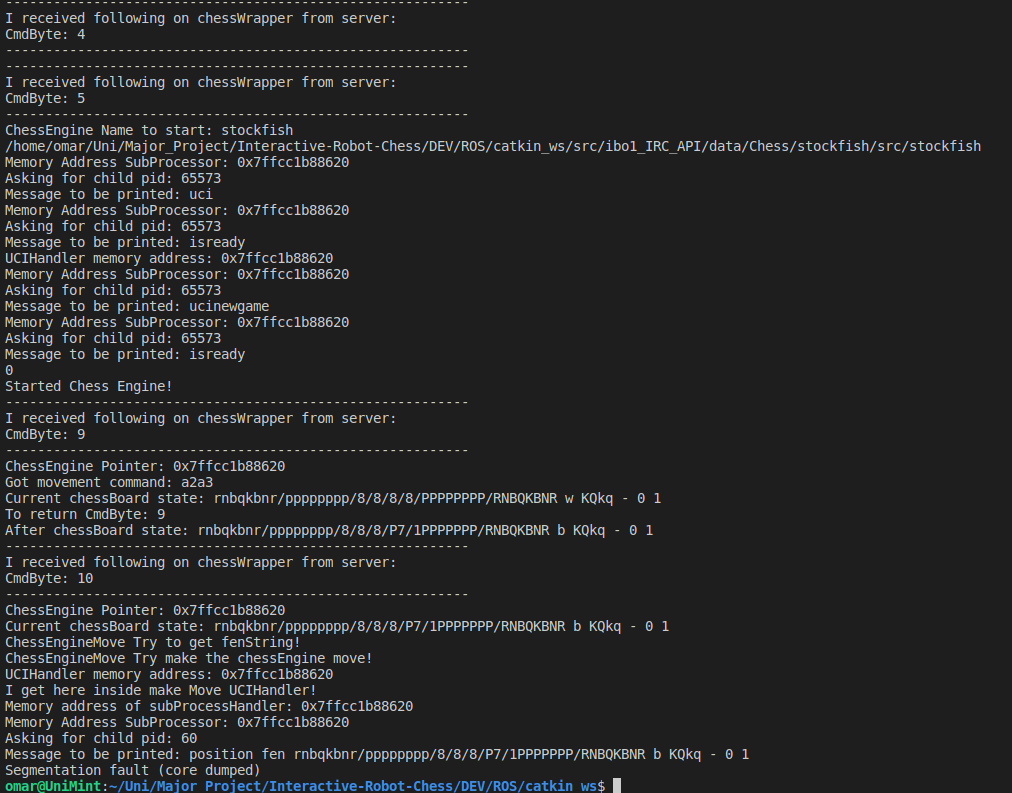 ----------------------------------------------------------
I received following on chessWrapper from server:
CmdByte: 4
----------------------------------------------------------
----------------------------------------------------------
I received following on chessWrapper from server:
CmdByte: 5
----------------------------------------------------------
ChessEngine Name to start: stockfish
/home/omar/Uni/Major_Project/Interactive-Robot-Chess/DEV/ROS/catkin_ws/src/ibo1_IRC_API/data/Chess/stockfish/src/stockfish
Memory Address SubProcessor: 0x7ffcc1b88620
Asking for child pid: 65573
Message to be printed: uci
Memory Address SubProcessor: 0x7ffcc1b88620
Asking for child pid: 65573
Message to be printed: isready
UCIHandler memory address: 0x7ffcc1b88620
Memory Address SubProcessor: 0x7ffcc1b88620
Asking for child pid: 65573
Message to be printed: ucinewgame
Memory Address SubProcessor: 0x7ffcc1b88620
Asking for child pid: 65573
Message to be printed: isready
0
Started Chess Engine!
----------------------------------------------------------
I received following on chessWrapper from server:
CmdByte: 9
----------------------------------------------------------
ChessEngine Pointer: 0x7ffcc1b88620
Got movement command: a2a3
Current chessBoard state: rnbqkbnr/pppppppp/8/8/8/8/PPPPPPPP/RNBQKBNR w KQkq - 0 1
To return CmdByte: 9
After chessBoard state: rnbqkbnr/pppppppp/8/8/8/P7/1PPPPPPP/RNBQKBNR b KQkq - 0 1
----------------------------------------------------------
I received following on chessWrapper from server:
CmdByte: 10
----------------------------------------------------------
ChessEngine Pointer: 0x7ffcc1b88620
Current chessBoard state: rnbqkbnr/pppppppp/8/8/8/P7/1PPPPPPP/RNBQKBNR b KQkq - 0 1
ChessEngineMove Try to get fenString!
ChessEngineMove Try make the chessEngine move!
UCIHandler memory address: 0x7ffcc1b88620
I get here inside make Move UCIHandler!
Memory address of subProcessHandler: 0x7ffcc1b88620
Memory Address SubProcessor: 0x7ffcc1b88620
Asking for child pid: 60
Message to be printed: position fen rnbqkbnr/pppppppp/8/8/8/P7/1PPPPPPP/RNBQKBNR b KQkq - 0 1
Segmentation fault (core dumped)
omar@UniMint:~/Uni/Major Project/Interactive-Robot-Chess/DEV/ROS/catkin ws$